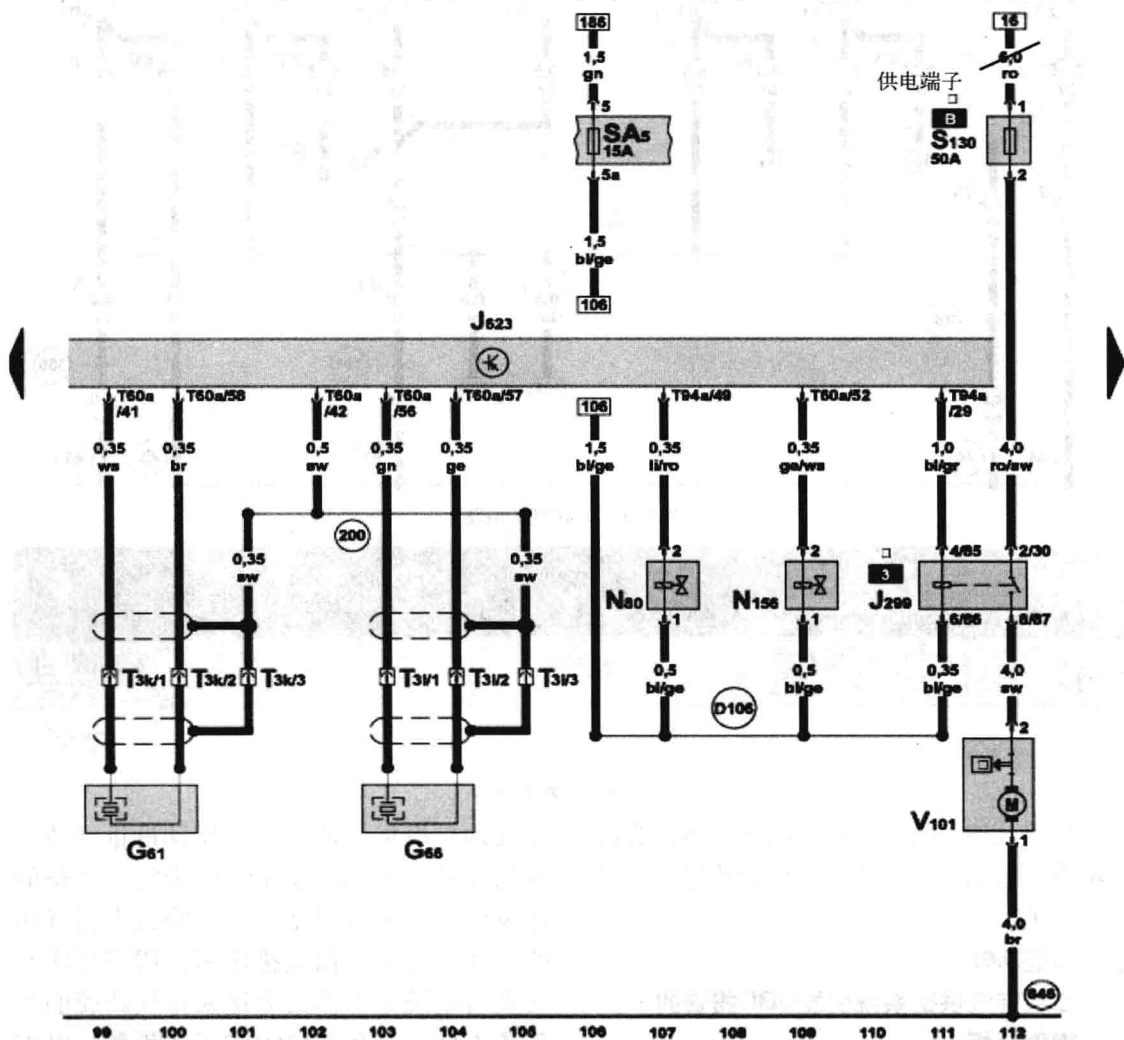 186 16
1,5 6,0
gn ro
供电端子
5 1
B
SA5 S130
15A 50A
5a 2
1,5
bl/ge
106
J623
T60a/41 T60a/58 T60a/42 T60a/56 T60a/57 106 T94a/49 T60a/52 T94a/29
0,35 0,35 0,5 0,35 0,35 1,5 0,35 0,35 1,0 4,0
ws br sw gn ge bl/ge li/ro ge/ws bl/gr ro/sw
200
0,35 0,35
sw sw
2 2 4/85 2/30
3
N80 N156 J299
1 1 6/86 8/87
T3k/1 T3k/2 T3k/3 T3l/1 T3l/2 T3l/3
0,5 0,5 0,35 4,0
bl/ge bl/ge bl/ge sw
D106
2
M
V101
G61 G66
1
4,0
br
646
99 100 101 102 103 104 105 106 107 108 109 110 111 112